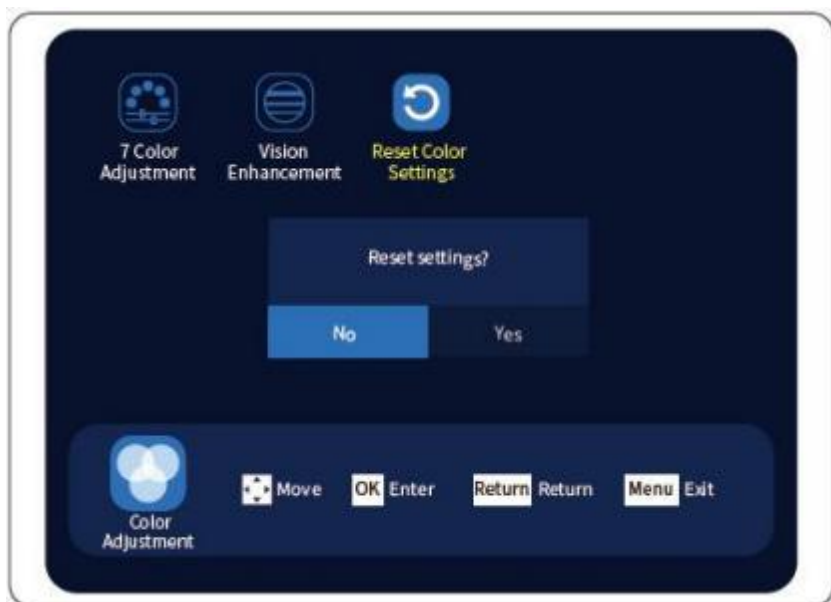 7 Color
Adjustment
Vision
Enhancement
Reset Color
Settings
Reset settings?
No
Yes
Color
Adjustment
Move
OK Enter
Return Return
Menu Exit